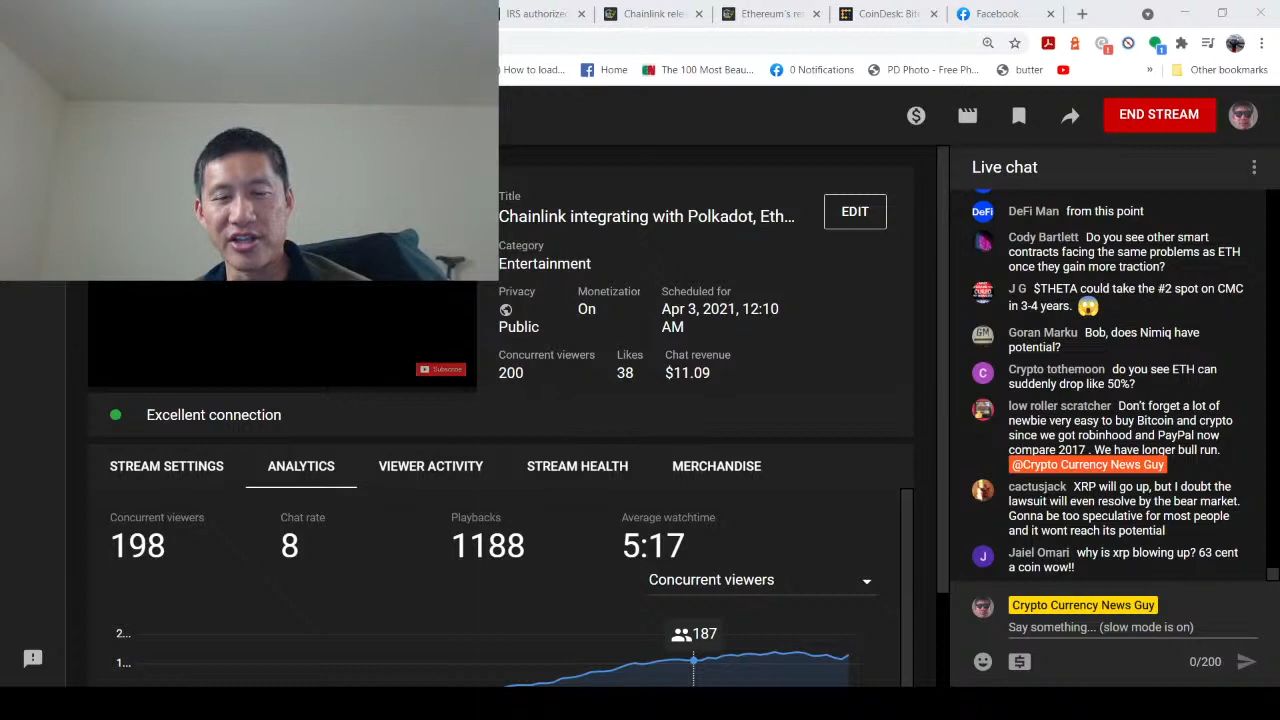 IRS authorized
Chainlink rele
Ethereum's re
CoinDesk: Bit
Facebook
How to load...
Home
The 100 Most Beau...
0 Notifications
PD Photo - Free Ph...
butter
»
Other bookmarks
END STREAM
Title
Chainlink integrating with Polkadot, Eth...
EDIT
Category
Entertainment
Privacy
Monetization
Scheduled for
Public
On
Apr 3, 2021, 12:10
AM
Concurrent viewers
Likes
Chat revenue
200
38
$11.09
Subscribe
Excellent connection
STREAM SETTINGS
ANALYTICS
VIEWER ACTIVITY
STREAM HEALTH
MERCHANDISE
Concurrent viewers
Chat rate
Playbacks
Average watchtime
198
8
1188
5:17
Concurrent viewers
187
2...
1...
Live chat
DeFi
DeFi Man from this point
Cody Bartlett Do you see other smart
contracts facing the same problems as ETH
once they gain more traction?
J G $THETA could take the #2 spot on CMC
in 3-4 years.
GM
Goran Marku Bob, does Nimiq have
potential?
C
Crypto tothemoon do you see ETH can
suddenly drop like 50%?
low roller scratcher Don't forget a lot of
newbie very easy to buy Bitcoin and crypto
since we got robinhood and PayPal now
compare 2017 . We have longer bull run.
@Crypto Currency News Guy
cactusjack XRP will go up, but I doubt the
lawsuit will even resolve by the bear market.
Gonna be too speculative for most people
and it wont reach its potential
J
Jaiel Omari why is xrp blowing up? 63 cent
a coin wow!!
Crypto Currency News Guy
Say something... (slow mode is on)
0/200